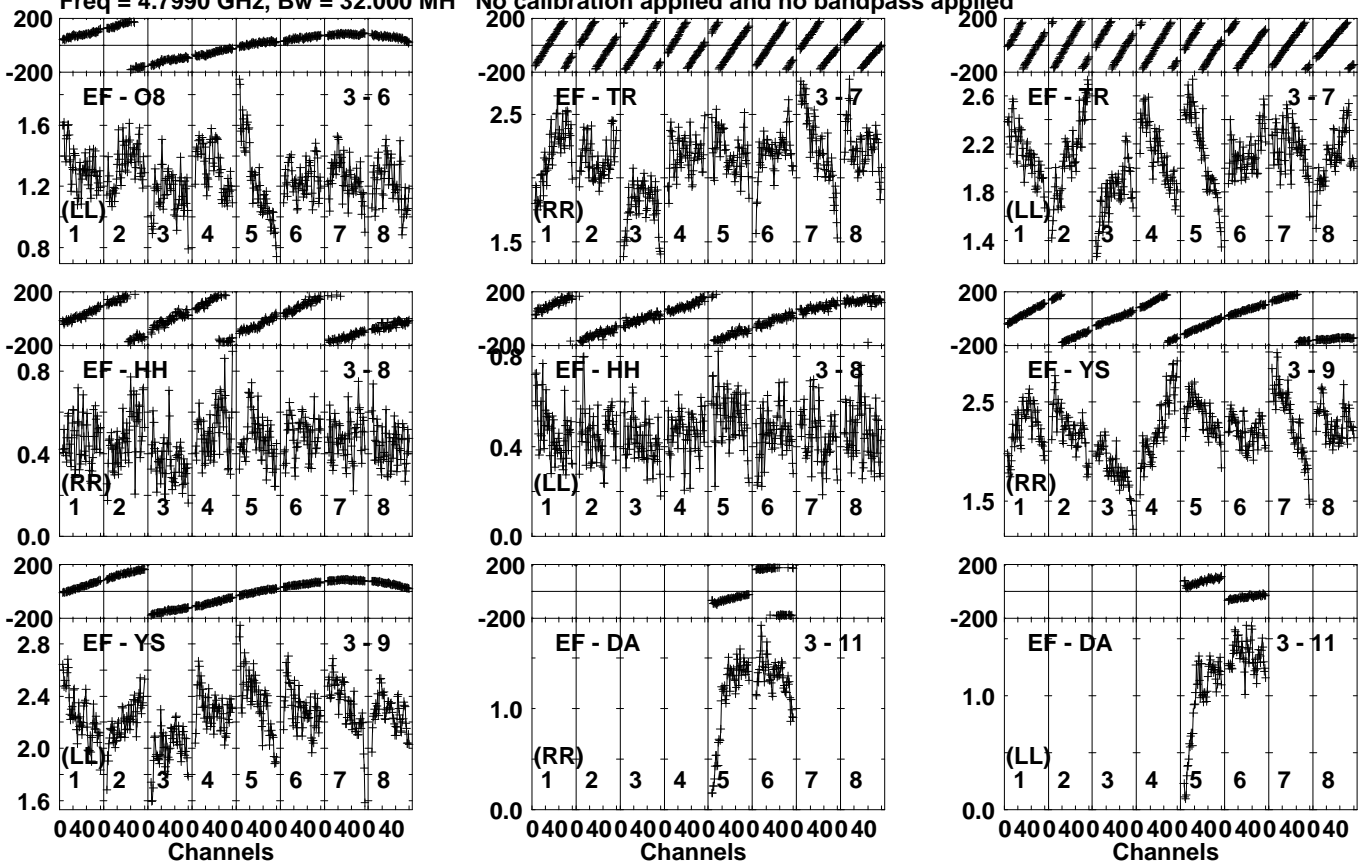 Freq = 4.7990 GHz, Bw = 32.000 MH No calibration applied and no bandpass applied
200 200 200
-200 -200 -200
EF - O8 3 - 6 EF - TR 3 - 7 EF - TR 3 - 7
1.6 2.5 2.6
2.2
1.2 1.8
(LL) (RR) (LL)
1 2 3 4 5 6 7 8 1 2 3 4 5 6 7 8 1 2 3 4 5 6 7 8
0.8 1.5 1.4
200 200 200
-200 -200 -200
0.8
EF - HH 3 - 8 EF - HH 3 - 8 EF - YS 3 - 9
0.8 2.5
0.4 0.4
(RR) (LL) (RR)
1 2 3 4 5 6 7 8 1 2 3 4 5 6 7 8 1 2 3 4 5 6 7 8
0.0 0.0 1.5
200 200 200
-200 -200 -200
EF - YS 3 - 9 EF - DA 3 - 11 EF - DA 3 - 11
2.8
2.4 1.0 1.0
2.0
(LL) (RR) (LL)
1 2 3 4 5 6 7 8 1 2 3 4 5 6 7 8 1 2 3 4 5 6 7 8
1.6 0.0 0.0
0 40 0 40 0 40 0 40 0 40 0 40 0 40 0 40 0 40 0 40 0 40 0 40 0 40 0 40 0 40 0 40 0 40 0 40 0 40 0 40 0 40 0 40 0 40 0 40
Channels Channels Channels